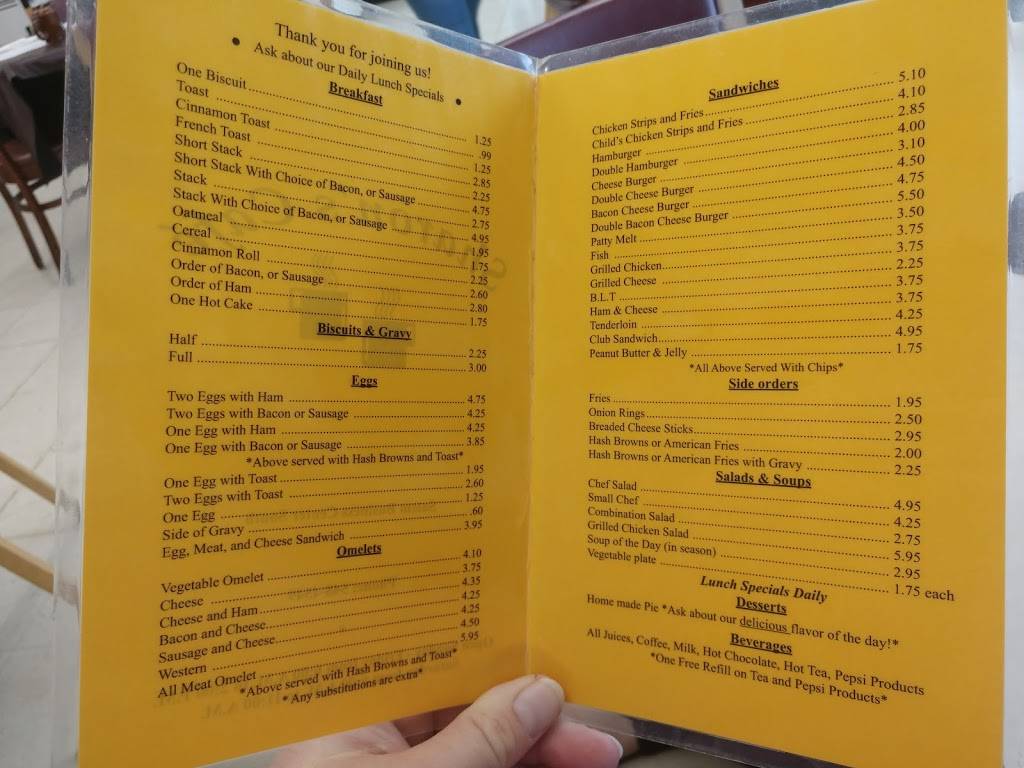 Thank you for joining us!
• Ask about our Daily Lunch Specials •
Breakfast
One Biscuit 1.25
Toast .99
Cinnamon Toast 1.25
French Toast 2.85
Short Stack 2.25
Short Stack With Choice of Bacon, or Sausage 4.75
Stack 2.75
Stack With Choice of Bacon, or Sausage 4.95
Oatmeal 1.95
Cereal 1.75
Cinnamon Roll 2.25
Order of Bacon, or Sausage 2.60
Order of Ham 2.80
One Hot Cake 1.75
Biscuits & Gravy
Half 2.25
Full 3.00
Eggs
Two Eggs with Ham 4.75
Two Eggs with Bacon or Sausage 4.25
One Egg with Ham 4.25
One Egg with Bacon or Sausage 3.85
*Above served with Hash Browns and Toast*
One Egg with Toast 1.95
Two Eggs with Toast 2.60
One Egg 1.25
Side of Gravy .60
Egg, Meat, and Cheese Sandwich 3.95
Omelets
Vegetable Omelet 4.10
Cheese 3.75
Cheese and Ham 4.35
Bacon and Cheese 4.25
Sausage and Cheese 4.25
Western 4.50
All Meat Omelet 5.95
*Above served with Hash Browns and Toast*
* Any substitutions are extra*
Sandwiches
Chicken Strips and Fries 5.10
Child's Chicken Strips and Fries 4.10
Hamburger 2.85
Double Hamburger 4.00
Cheese Burger 3.10
Double Cheese Burger 4.50
Bacon Cheese Burger 4.75
Double Bacon Cheese Burger 5.50
Patty Melt 3.50
Fish 3.75
Grilled Chicken 3.75
Grilled Cheese 2.25
B.L.T 3.75
Ham & Cheese 3.75
Tenderloin 4.25
Club Sandwich 4.95
Peanut Butter & Jelly 1.75
*All Above Served With Chips*
Side orders
Fries 1.95
Onion Rings 2.50
Breaded Cheese Sticks 2.95
Hash Browns or American Fries 2.00
Hash Browns or American Fries with Gravy 2.25
Salads & Soups
Chef Salad 4.95
Small Chef 4.25
Combination Salad 2.75
Grilled Chicken Salad 5.95
Soup of the Day (in season) 2.95
Vegetable plate 1.75 each
Lunch Specials Daily
Desserts
Home made Pie *Ask about our delicious flavor of the day!*
Beverages
All Juices, Coffee, Milk, Hot Chocolate, Hot Tea, Pepsi Products
*One Free Refill on Tea and Pepsi Products*